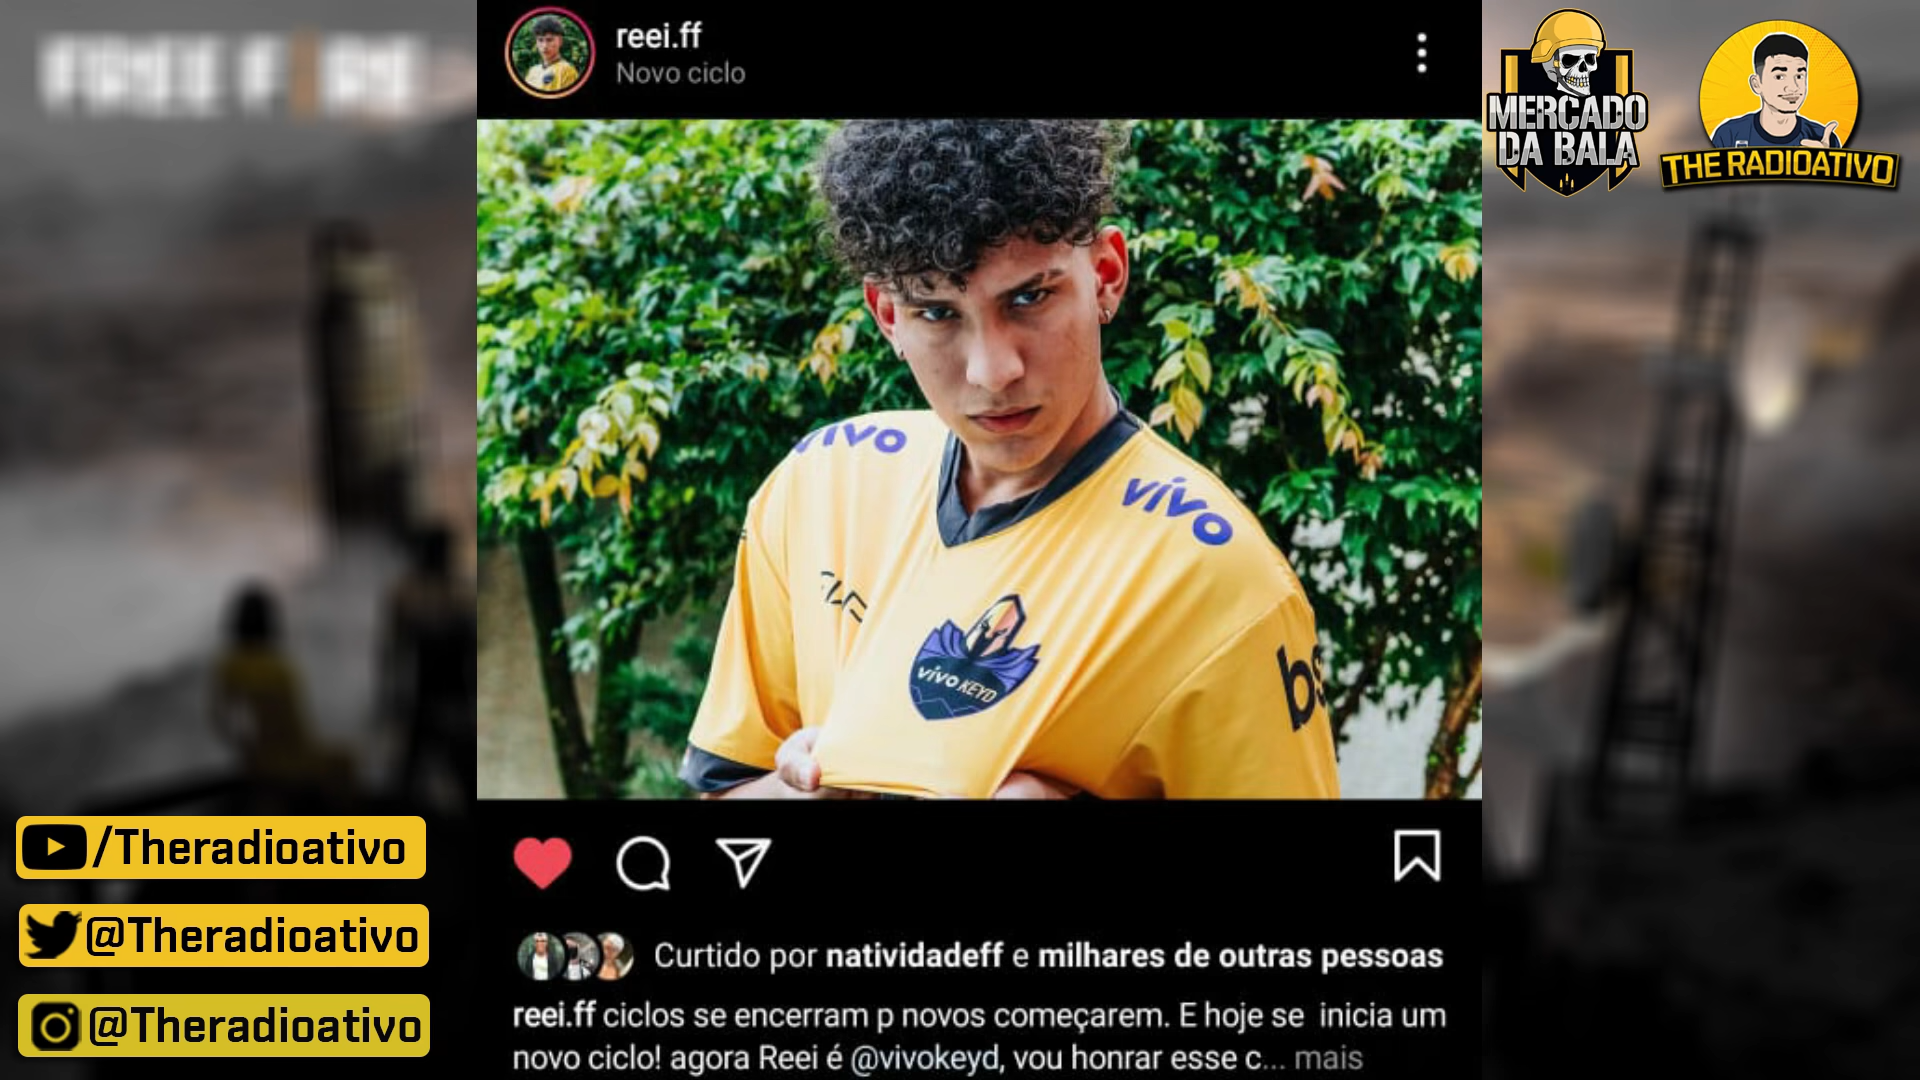 FREE FIRE
reei.ff
Novo ciclo
MERCADO
DA BALA
THE RADIOATIVO
vivo
vivo
vivo KEYD
/Theradioativo
@Theradioativo
@Theradioativo
Curtido por natividadeff e milhares de outras pessoas
reei.ff ciclos se encerram p novos começarem. E hoje se inicia um
novo ciclo! agora Reei é @vivokeyd, vou honrar esse c... mais